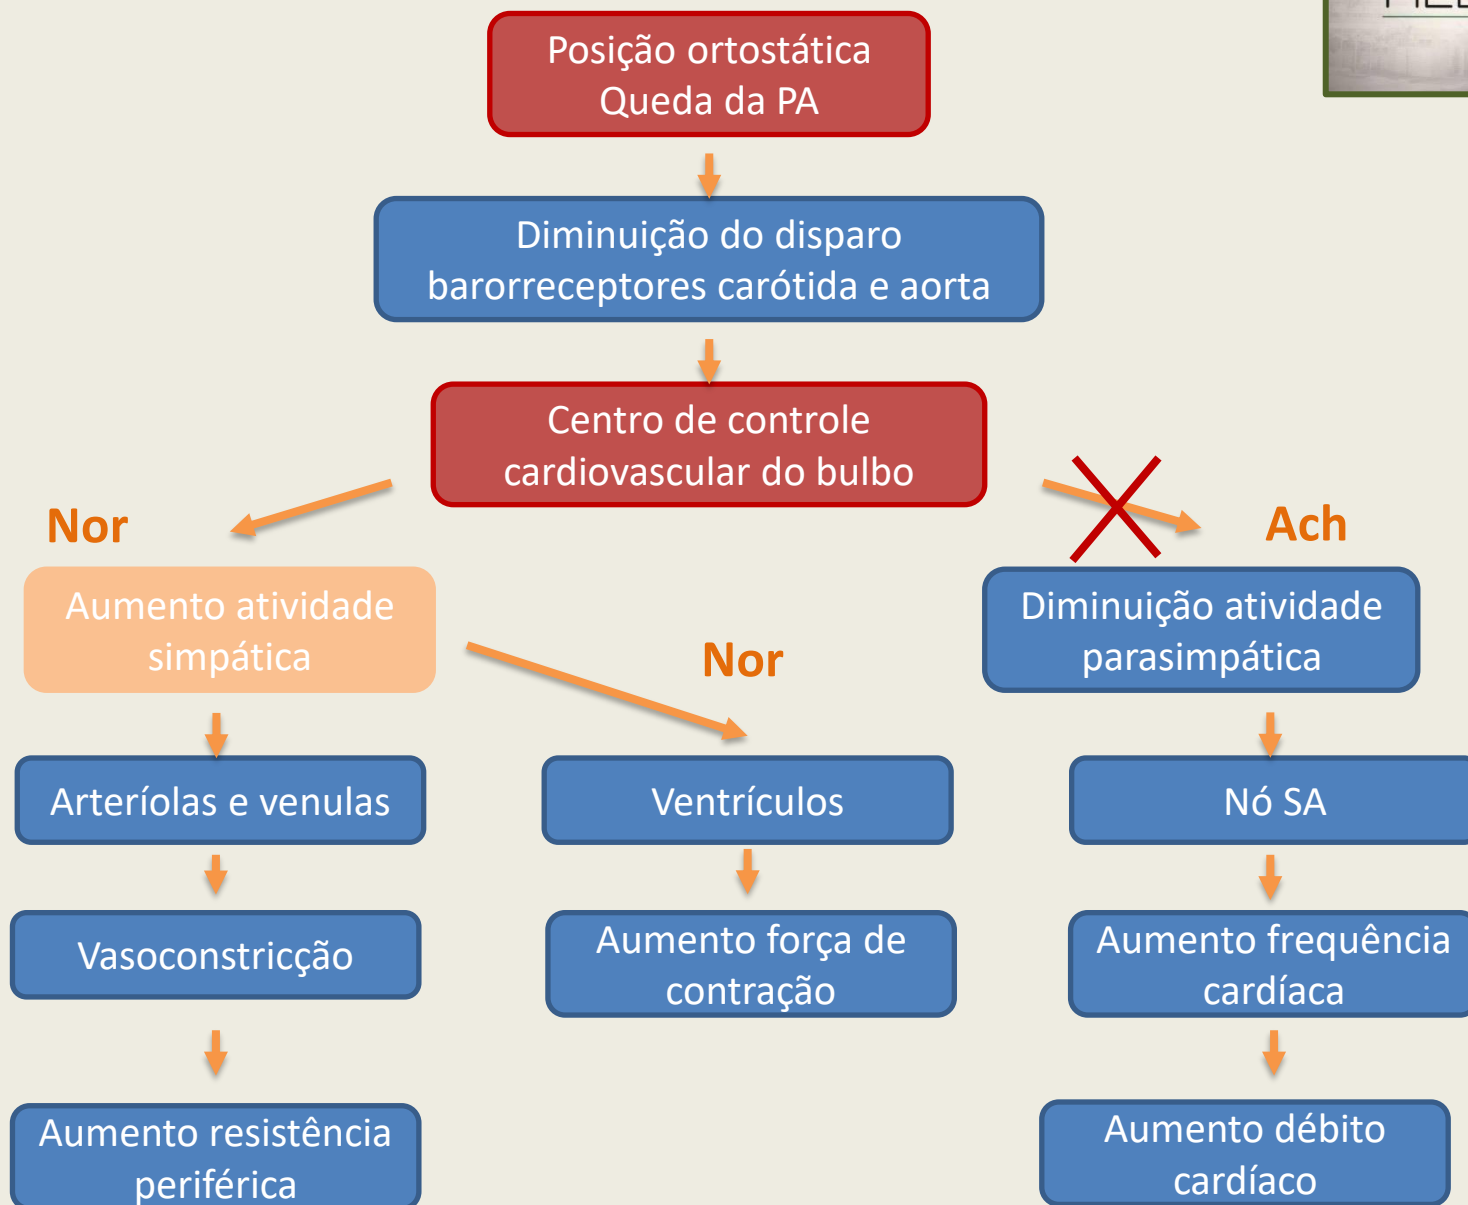 Posição ortostática
Queda da PA
Diminuição do disparo
barorreceptores carótida e aorta
Centro de controle
cardiovascular do bulbo
Nor
Ach
Aumento atividade
simpática
Nor
Diminuição atividade
parasimpática
Arteríolas e venulas
Ventrículos
Nó SA
Vasoconstricção
Aumento força de
contração
Aumento frequência
cardíaca
Aumento resistência
periférica
Aumento débito
cardíaco